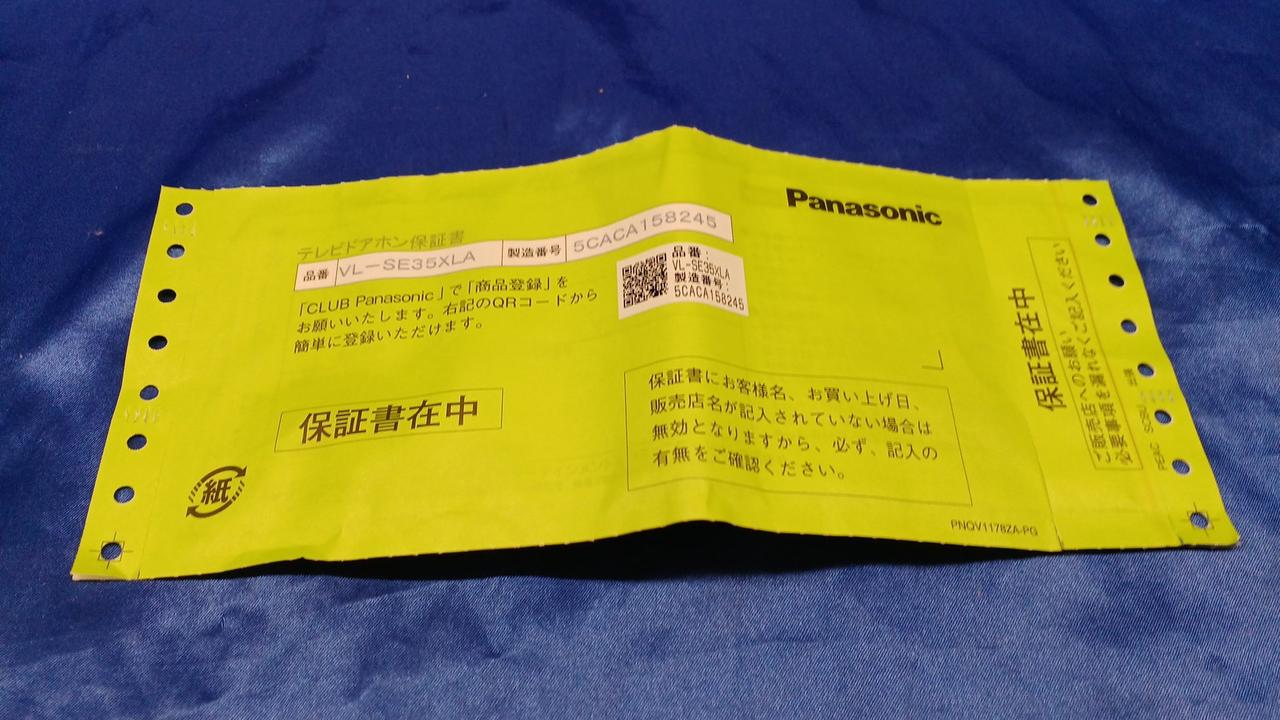 Panasonic
テレビドアホン保証書
品番 VL-SE35XLA 製造番号 5CACA158245
「CLUB Panasonic」で「商品登録」を
お願いいたします。右記のQRコードから
簡単に登録いただけます。
品番:
VL-SE35XLA
製造番号:
5CACA158245
保証書在中
紙
保証書にお客様名、お買い上げ日、
販売店名が記入されていない場合は
無効となりますから、必ず、記入の
有無をご確認ください。
PNQV1178ZA-PG
保証書在中
ご販売店へのお願い
必要事項を漏れなくご記入ください